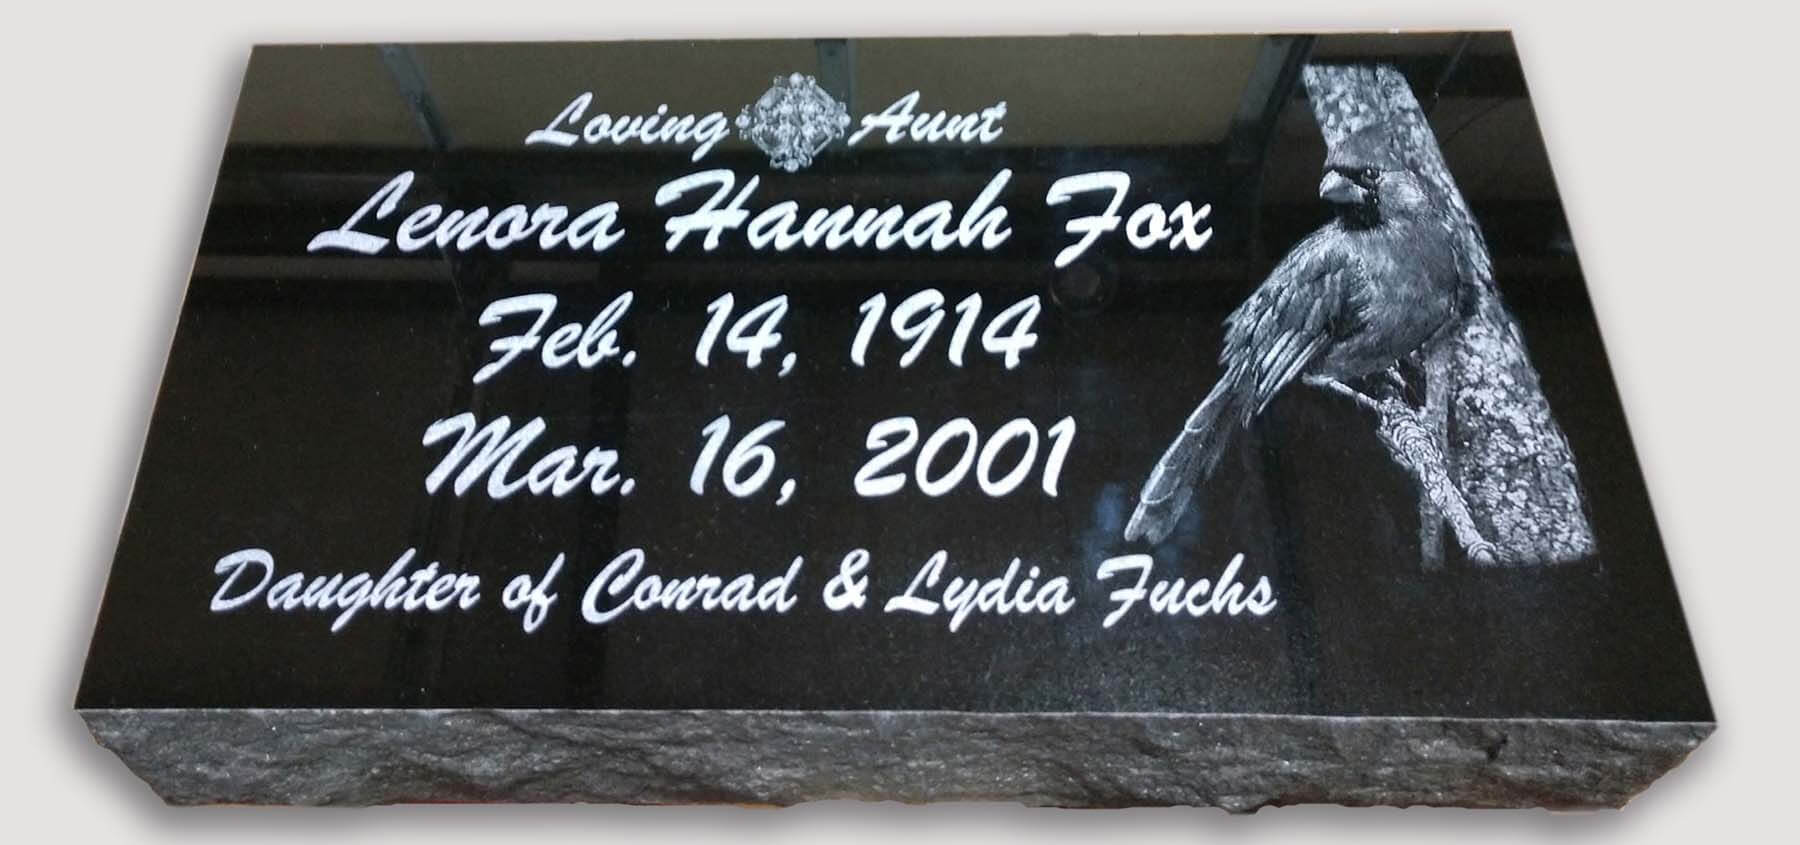 Loving Aunt
Lenora Hannah Fox
Feb. 14, 1914
Mar. 16, 2001
Daughter of Conrad & Lydia Fuchs